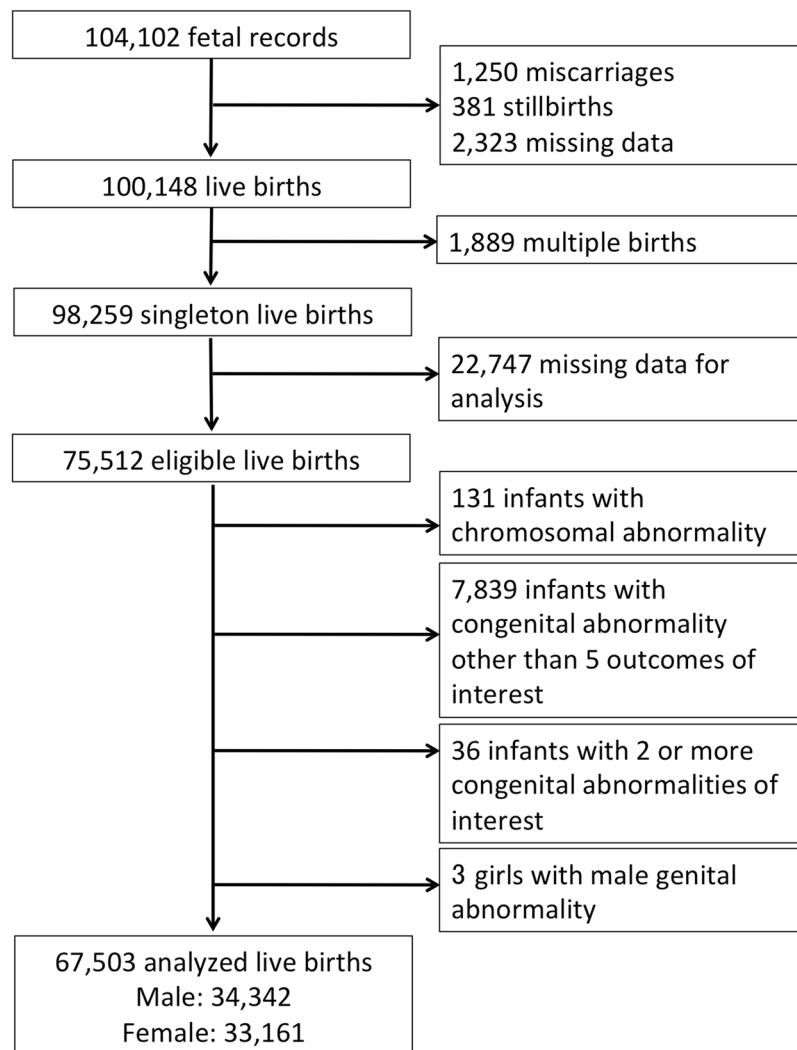 104,102 fetal records
1,250 miscarriages
381 stillbirths
2,323 missing data
100,148 live births
1,889 multiple births
98,259 singleton live births
22,747 missing data for
analysis
75,512 eligible live births
131 infants with
chromosomal abnormality
7,839 infants with
congenital abnormality
other than 5 outcomes of
interest
36 infants with 2 or more
congenital abnormalities of
interest
3 girls with male genital
abnormality
67,503 analyzed live births
Male: 34,342
Female: 33,161